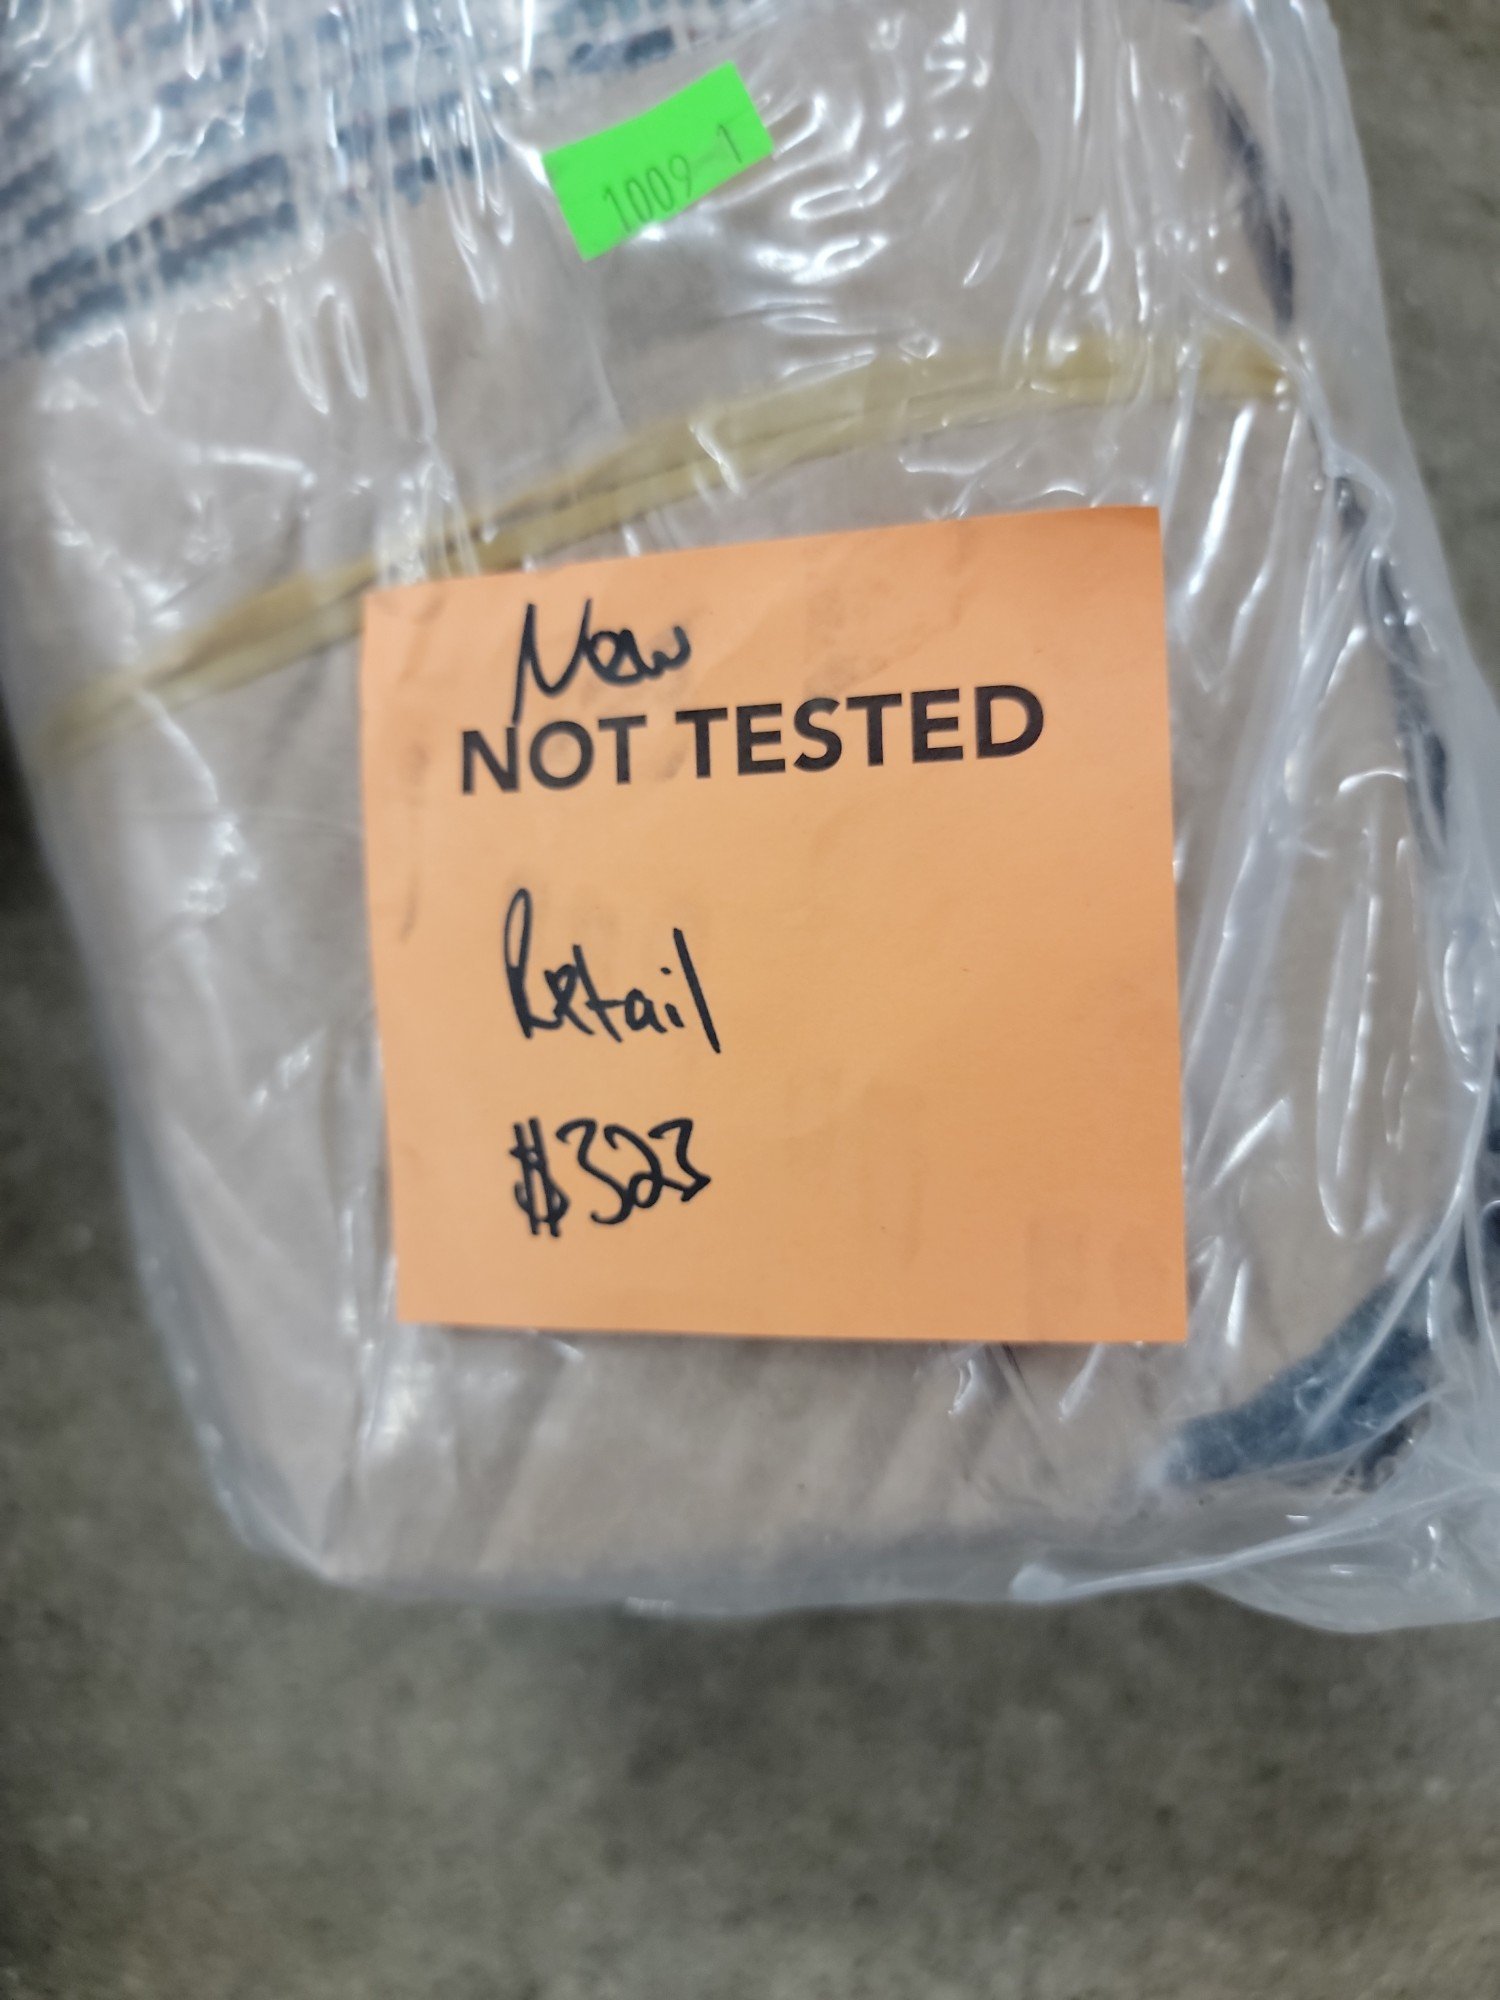 1009-1
New
NOT TESTED
Retail
$323